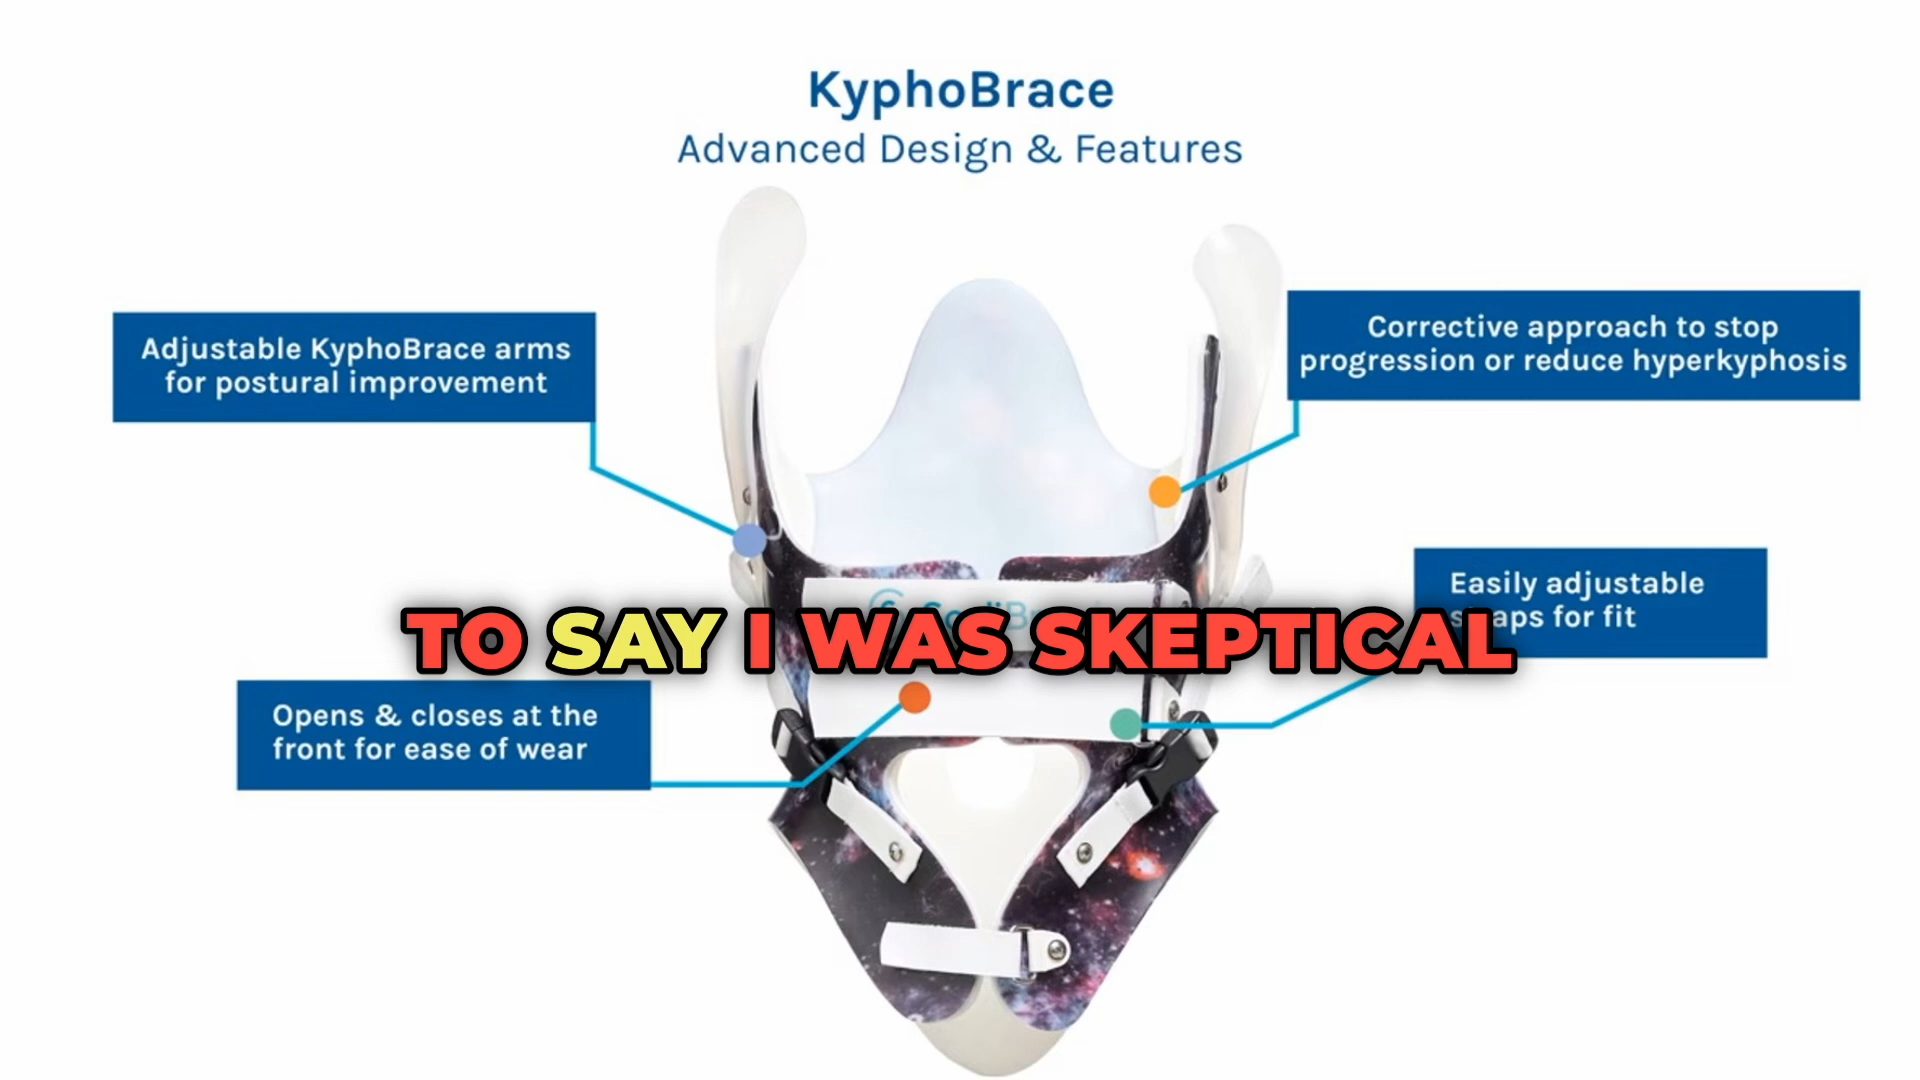 KyphoBrace
Advanced Design & Features
Adjustable KyphoBrace arms
for postural improvement
Corrective approach to stop
progression or reduce hyperkyphosis
Easily adjustable
for fit
TO SAY I WAS SKEPTICAL
Opens & closes at the
front for ease of wear